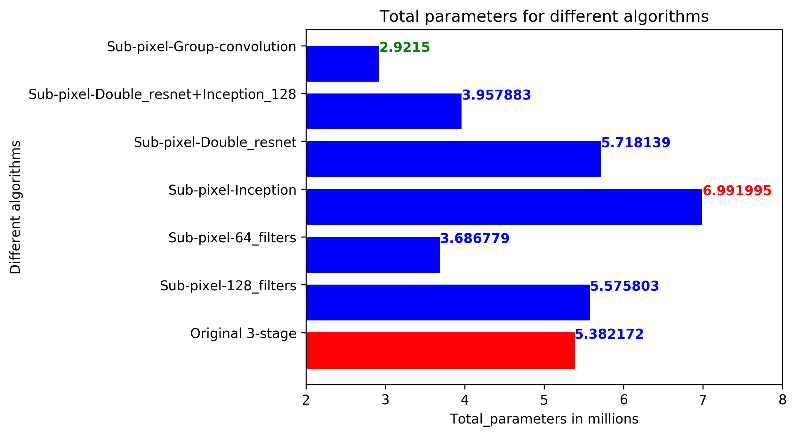 Total parameters for different algorithms
Sub-pixel-Group-convolution
2.9215
Sub-pixel-Double_resnet+Inception_128
3.957883
Sub-pixel-Double_resnet
5.718139
Sub-pixel-Inception
6.991995
Sub-pixel-64_filters
3.686779
Sub-pixel-128_filters
5.575803
Original 3-stage
5.382172
Different algorithms
2 3 4 5 6 7 8
Total_parameters in millions